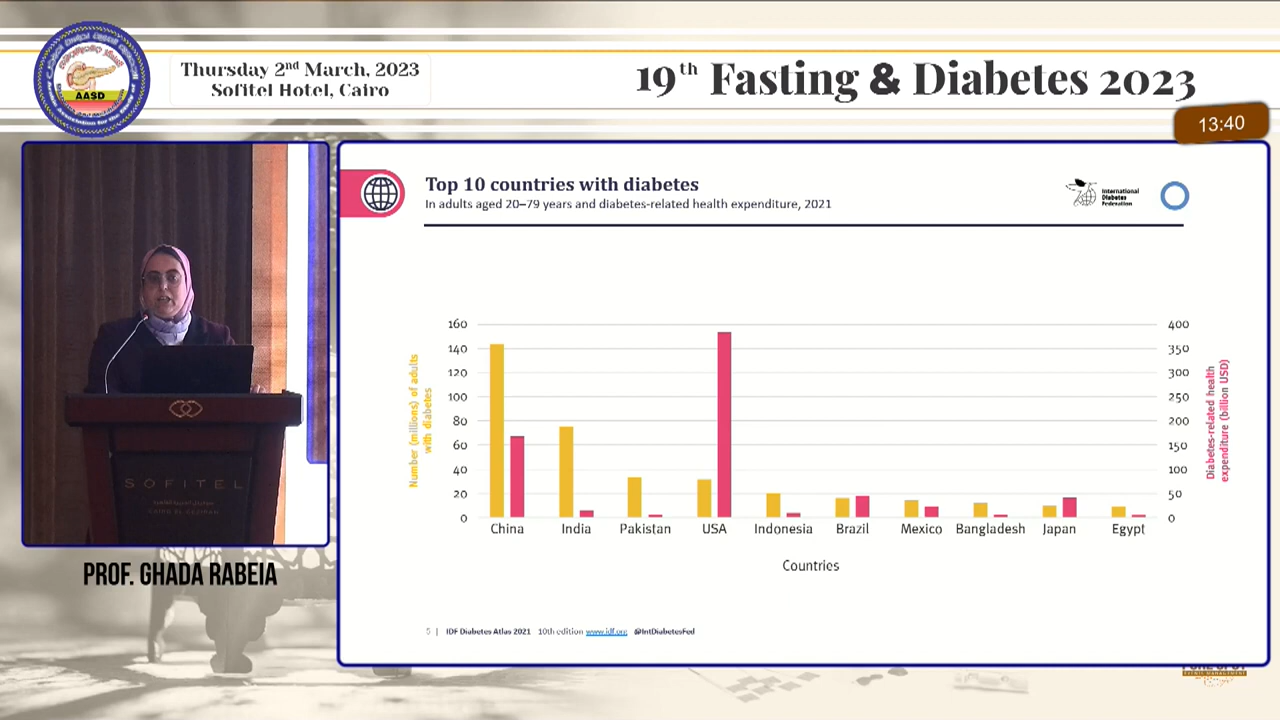 AASD
Thursday 2nd March, 2023
Sofitel Hotel, Cairo
19th Fasting & Diabetes 2023
13:40
Top 10 countries with diabetes
In adults aged 20–79 years and diabetes-related health expenditure, 2021
International
Diabetes
Federation
Number (millions) of adults
with diabetes
160
140
120
100
80
60
40
20
0
400
350
300
250
200
150
100
50
0
Diabetes-related health
expenditure (billion USD)
China India Pakistan USA Indonesia Brazil Mexico Bangladesh Japan Egypt
Countries
5 | IDF Diabetes Atlas 2021 10th edition www.idf.org @IntDiabetesFed
SOFITEL
PROF. GHADA RABEIA